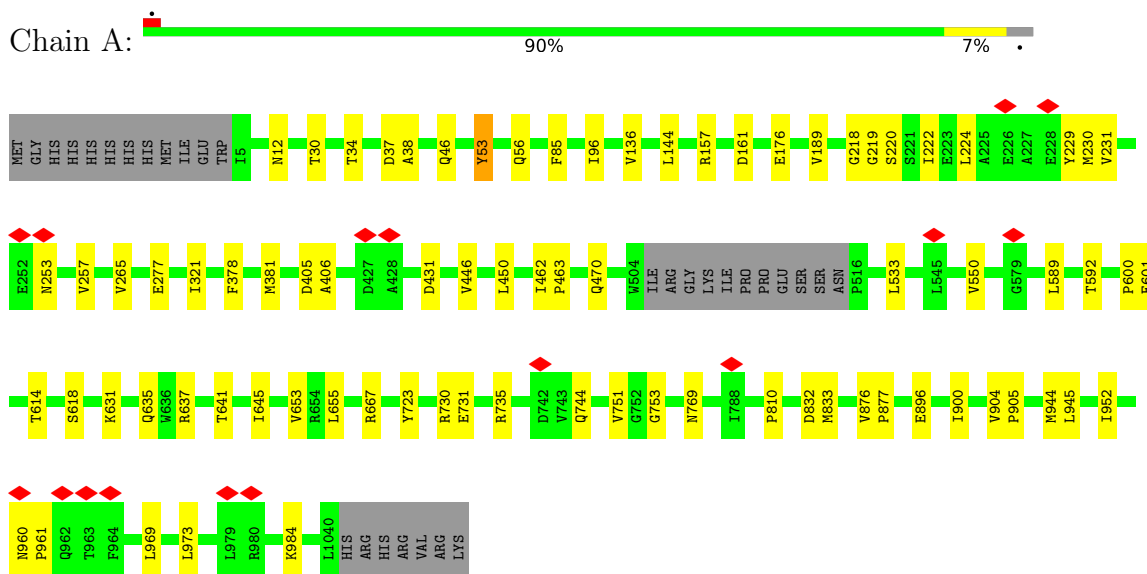 Chain A:
•
90%
7%
•
MET GLY HIS HIS HIS HIS HIS HIS MET ILE GLU TRP I5 N12 T30 T34 D37 A38 Q46 Y53 Q56 F85 I96 V136 L144 R157 D161 E176 V189 G218 G219 S220 S221 I222 E223 L224 A225 E226 A227 E228 Y229 M230 V231
E252 N253 V257 V265 E277 I321 F378 M381 D405 A406 D427 A428 D431 V446 L450 I462 P463 Q470 W504 ILE ARG GLY LYS ILE PRO PRO GLU SER SER ASN P516 L533 L545 V550 G579 L589 T592 P600 E601
T614 S618 K631 Q635 W636 R637 T641 I645 V653 R654 L655 R667 Y723 R730 E731 R735 D742 V743 Q744 V751 G752 G753 N769 I788 P810 D832 M833 V876 P877 E896 I900 V904 P905 M944 L945 I952
N960 P961 Q962 T963 F964 L969 L973 L979 R980 K984 L1040 HIS ARG HIS ARG VAL ARG LYS